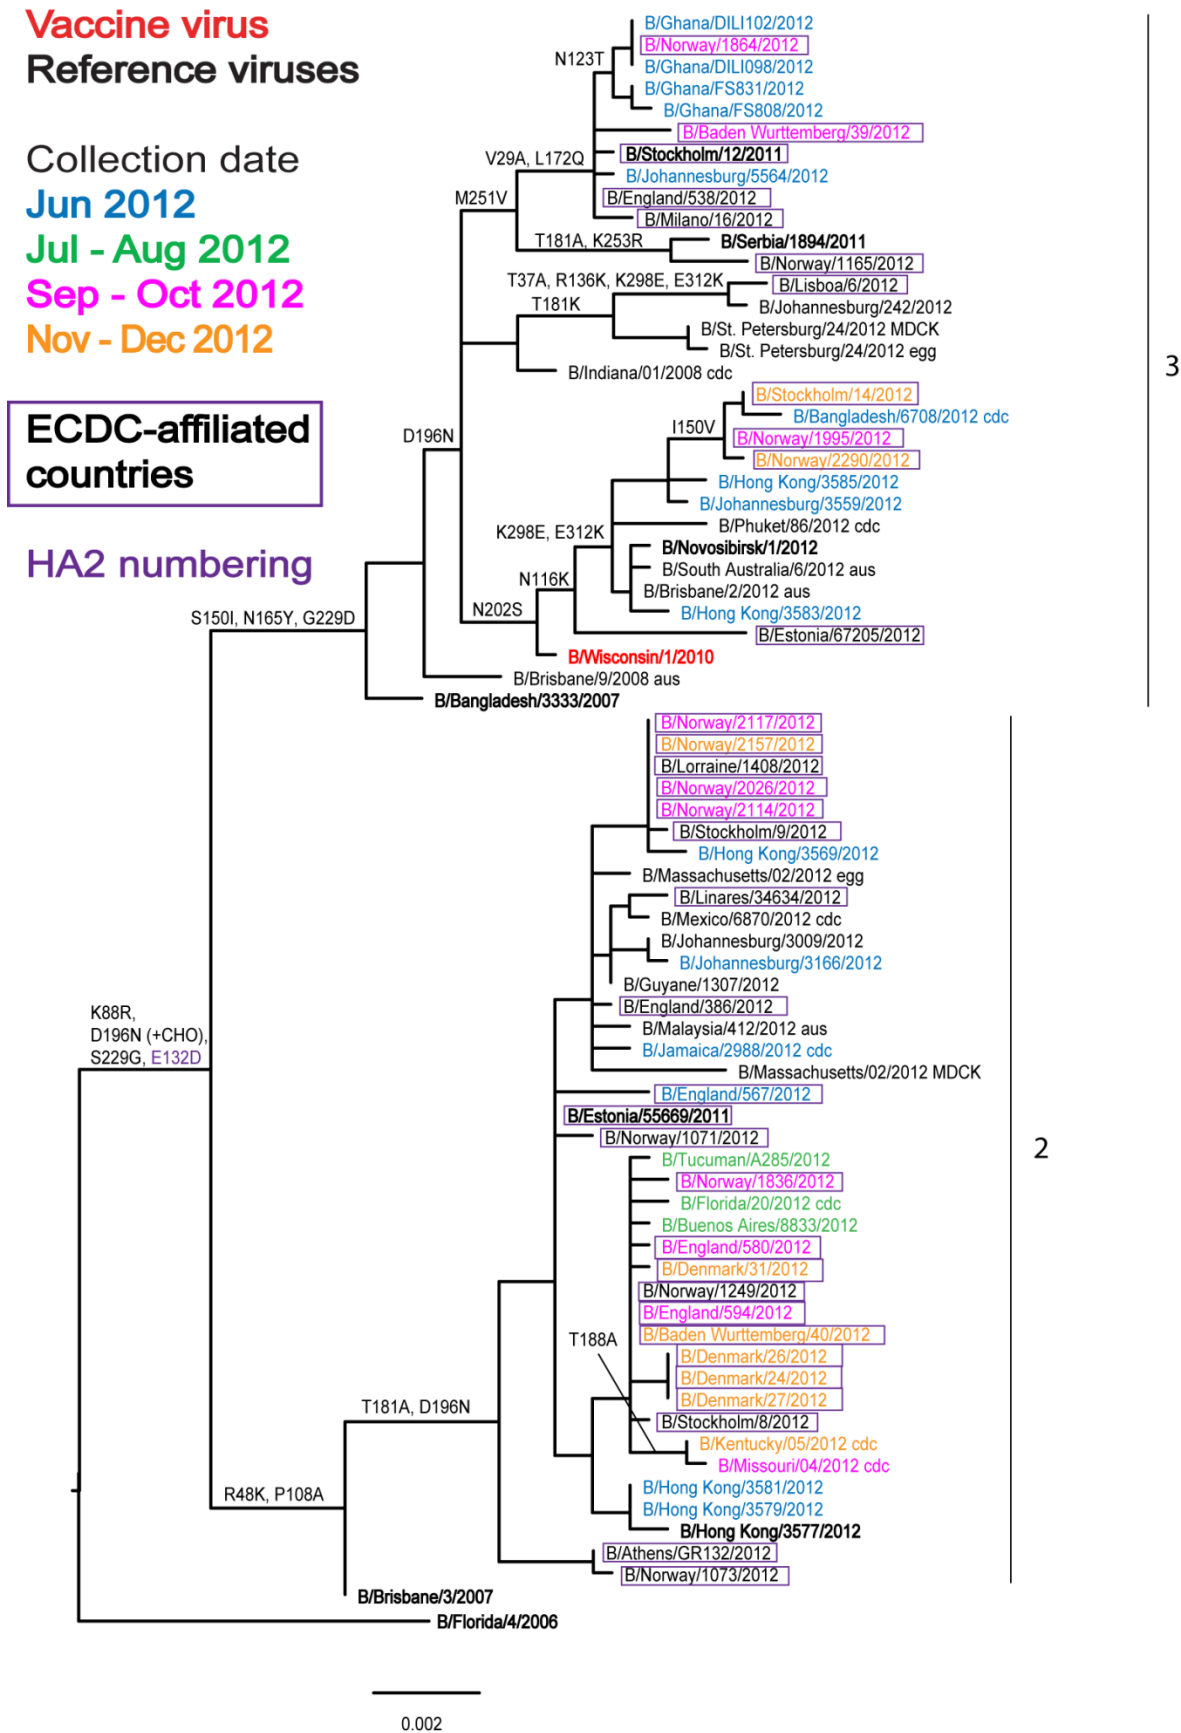 Vaccine virus
Reference viruses
Collection date
Jun 2012
Jul - Aug 2012
Sep - Oct 2012
Nov - Dec 2012
ECDC-affiliated
countries
HA2 numbering
B/Ghana/DILI102/2012
B/Norway/1864/2012
N123T
B/Ghana/DILI098/2012
B/Ghana/FS831/2012
B/Ghana/FS808/2012
B/Baden Wurttemberg/39/2012
V29A, L172Q
B/Stockholm/12/2011
B/Johannesburg/5564/2012
M251V
B/England/538/2012
B/Milano/16/2012
T181A, K253R
B/Serbia/1894/2011
B/Norway/1165/2012
T37A, R136K, K298E, E312K
B/Lisboa/6/2012
T181K
B/Johannesburg/242/2012
B/St. Petersburg/24/2012 MDCK
B/St. Petersburg/24/2012 egg
B/Indiana/01/2008 cdc
3
B/Stockholm/14/2012
B/Bangladesh/6708/2012 cdc
I150V
D196N
B/Norway/1995/2012
B/Norway/2290/2012
B/Hong Kong/3585/2012
B/Johannesburg/3559/2012
B/Phuket/86/2012 cdc
K298E, E312K
B/Novosibirsk/1/2012
B/South Australia/6/2012 aus
N116K
B/Brisbane/2/2012 aus
N202S
B/Hong Kong/3583/2012
S150I, N165Y, G229D
B/Estonia/67205/2012
B/Wisconsin/1/2010
B/Brisbane/9/2008 aus
B/Bangladesh/3333/2007
B/Norway/2117/2012
B/Norway/2157/2012
B/Lorraine/1408/2012
B/Norway/2026/2012
B/Norway/2114/2012
B/Stockholm/9/2012
B/Hong Kong/3569/2012
B/Massachusetts/02/2012 egg
B/Linares/34634/2012
B/Mexico/6870/2012 cdc
B/Johannesburg/3009/2012
B/Johannesburg/3166/2012
B/Guyane/1307/2012
B/England/386/2012
K88R,
D196N (+CHO),
S229G, E132D
B/Malaysia/412/2012 aus
B/Jamaica/2988/2012 cdc
B/Massachusetts/02/2012 MDCK
B/England/567/2012
B/Estonia/55669/2011
B/Norway/1071/2012
2
B/Tucuman/A285/2012
B/Norway/1836/2012
B/Florida/20/2012 cdc
B/Buenos Aires/8833/2012
B/England/580/2012
B/Denmark/31/2012
B/Norway/1249/2012
B/England/594/2012
B/Baden Wurttemberg/40/2012
T188A
B/Denmark/26/2012
B/Denmark/24/2012
B/Denmark/27/2012
T181A, D196N
B/Stockholm/8/2012
B/Kentucky/05/2012 cdc
B/Missouri/04/2012 cdc
R48K, P108A
B/Hong Kong/3581/2012
B/Hong Kong/3579/2012
B/Hong Kong/3577/2012
B/Athens/GR132/2012
B/Norway/1073/2012
B/Brisbane/3/2007
B/Florida/4/2006
0.002